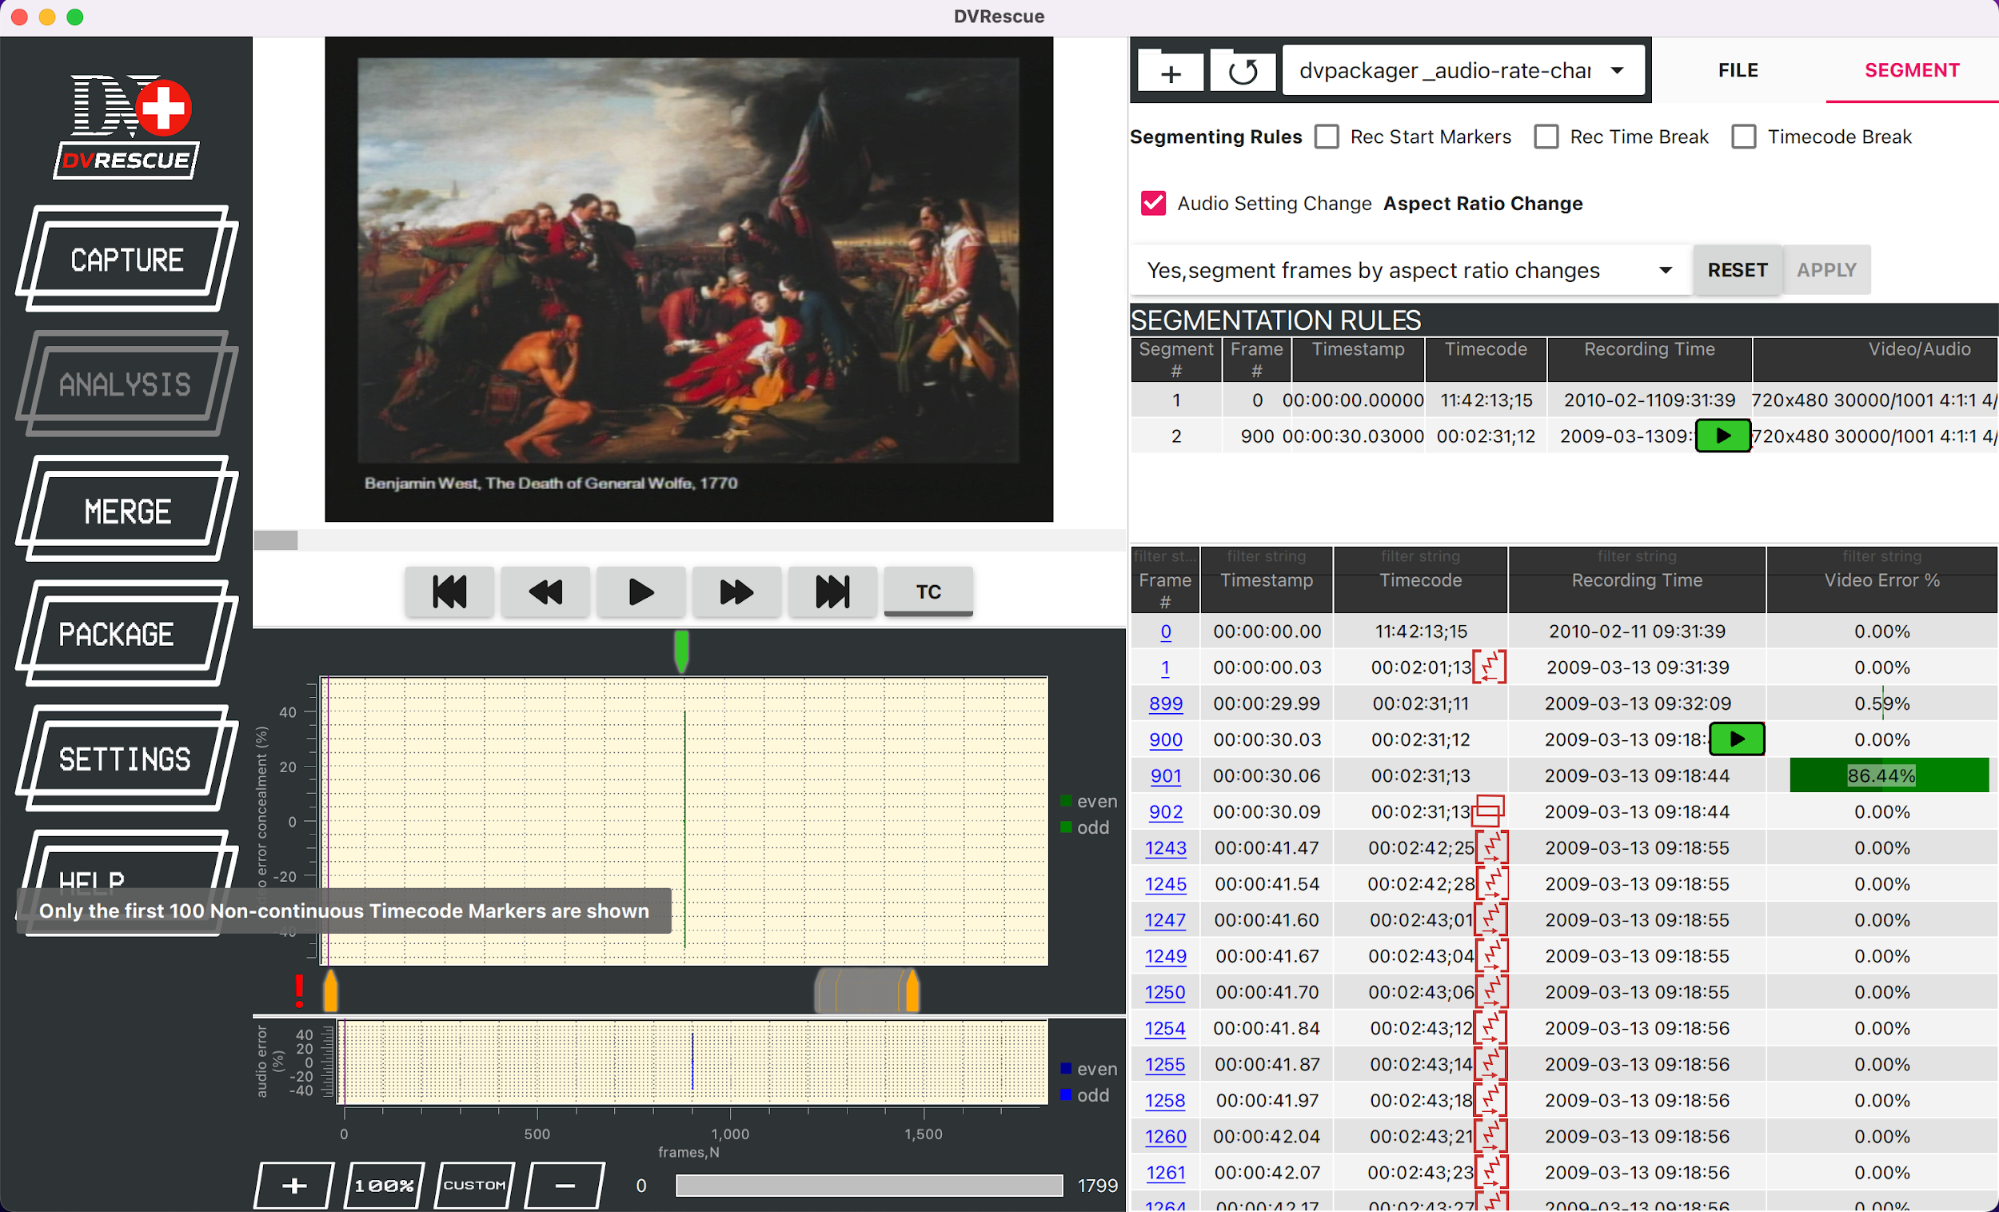 DVRescue
DV
DVRESCUE
CAPTURE
ANALYSIS
MERGE
PACKAGE
SETTINGS
HELP
Only the first 100 Non-continuous Timecode Markers are shown
Benjamin West, The Death of General Wolfe, 1770
TC
40
20
0
-20
-40
even
odd
audio error (%)
40
20
0
-20
-40
even
odd
0 500 1,000 1,500
frames,N
+ 100% CUSTOM − 0 1799
dvpackager_audio-rate-char
FILE SEGMENT
Segmenting Rules Rec Start Markers Rec Time Break Timecode Break
Audio Setting Change Aspect Ratio Change
Yes,segment frames by aspect ratio changes RESET APPLY
SEGMENTATION RULES
Segment # Frame # Timestamp Timecode Recording Time Video/Audio
1 0 00:00:00.00000 11:42:13;15 2010-02-1109:31:39 720x480 30000/1001 4:1:1 4/
2 900 00:00:30.03000 00:02:31;12 2009-03-1309: 720x480 30000/1001 4:1:1 4/
filter st... filter string filter string filter string filter string
Frame # Timestamp Timecode Recording Time Video Error %
0 00:00:00.00 11:42:13;15 2010-02-11 09:31:39 0.00%
1 00:00:00.03 00:02:01;13 2009-03-13 09:31:39 0.00%
899 00:00:29.99 00:02:31;11 2009-03-13 09:32:09 0.59%
900 00:00:30.03 00:02:31;12 2009-03-13 09:18: 0.00%
901 00:00:30.06 00:02:31;13 2009-03-13 09:18:44 86.44%
902 00:00:30.09 00:02:31;13 2009-03-13 09:18:44 0.00%
1243 00:00:41.47 00:02:42;25 2009-03-13 09:18:55 0.00%
1245 00:00:41.54 00:02:42;28 2009-03-13 09:18:55 0.00%
1247 00:00:41.60 00:02:43;01 2009-03-13 09:18:55 0.00%
1249 00:00:41.67 00:02:43;04 2009-03-13 09:18:55 0.00%
1250 00:00:41.70 00:02:43;06 2009-03-13 09:18:55 0.00%
1254 00:00:41.84 00:02:43;12 2009-03-13 09:18:56 0.00%
1255 00:00:41.87 00:02:43;14 2009-03-13 09:18:56 0.00%
1258 00:00:41.97 00:02:43;18 2009-03-13 09:18:56 0.00%
1260 00:00:42.04 00:02:43;21 2009-03-13 09:18:56 0.00%
1261 00:00:42.07 00:02:43;23 2009-03-13 09:18:56 0.00%
1264 00:00:42.17 00:02:43:27 2009-03-13 09:18:56 0.00%